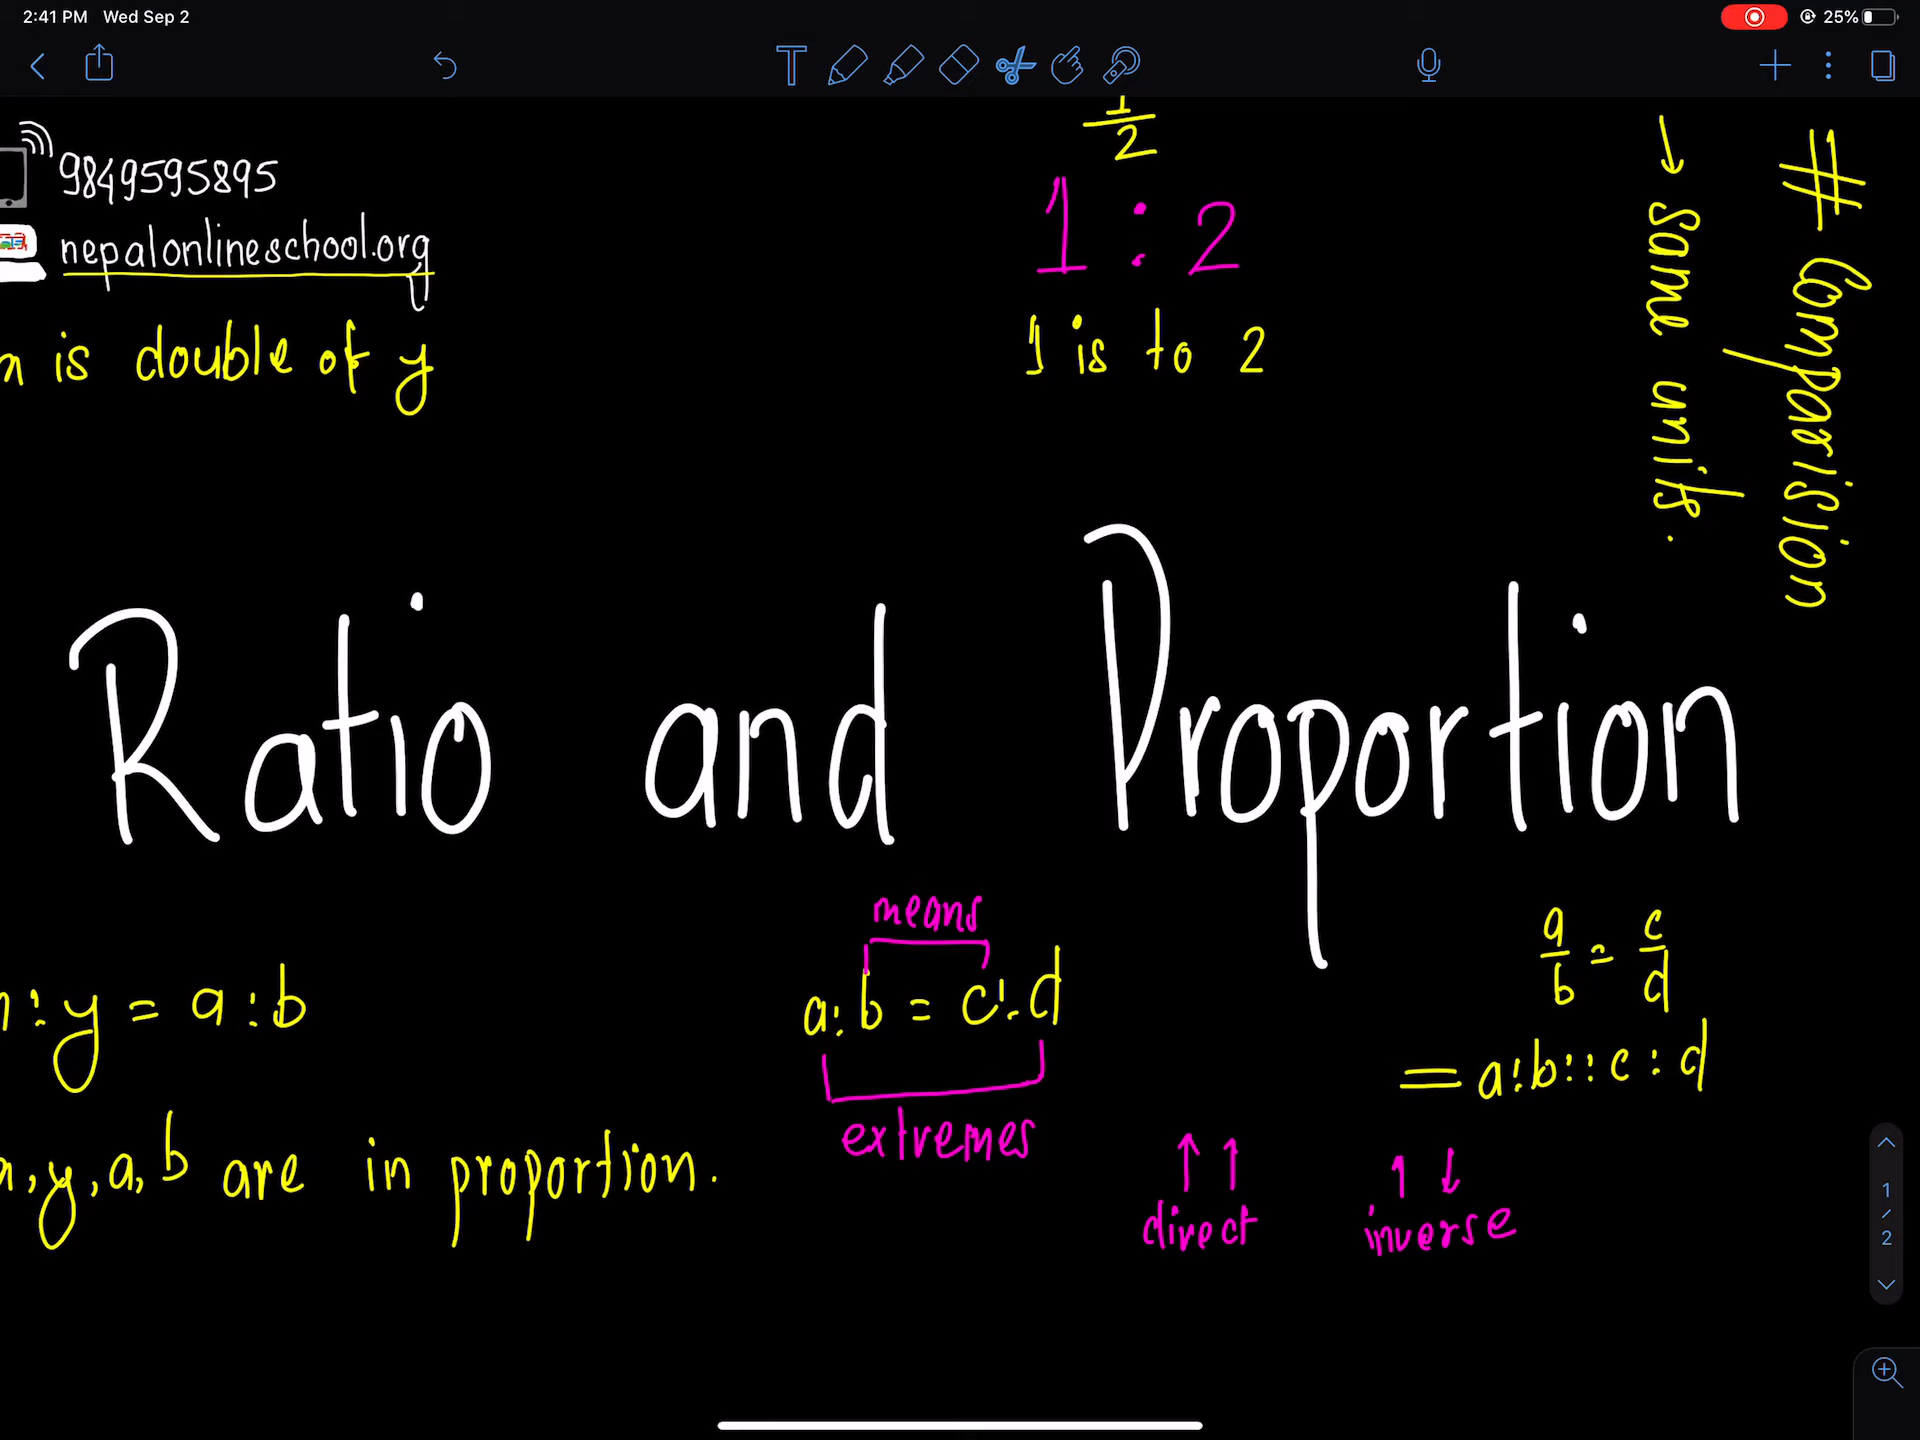 2:41 PM Wed Sep 2
25%
1/2
9849595895
1 : 2
nepalonlineschool.org
1 is to 2
is double of y
# Comparision
→ Same units.
Ratio and Proportion
means
a:b = c:d
extremes
: y = a : b
a/b = c/d
= a:b::c:d
, y, a, b are in proportion.
↑ ↑
direct
↑ ↓
inverse
1
/
2